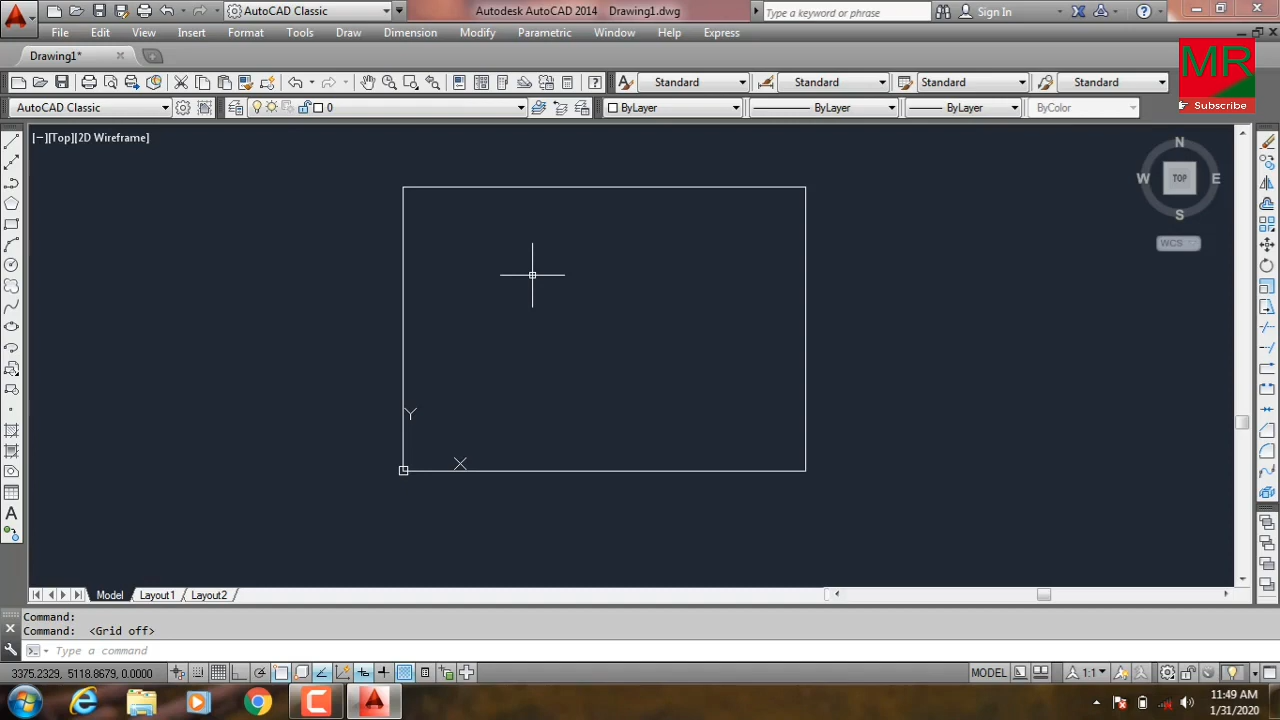 AutoCAD Classic
Autodesk AutoCAD 2014 Drawing1.dwg
Type a keyword or phrase
Sign In
File Edit View Insert Format Tools Draw Dimension Modify Parametric Window Help Express
Drawing1*
MR
Subscribe
Standard Standard Standard Standard
AutoCAD Classic
0
ByLayer ByLayer ByLayer ByColor
[−][Top][2D Wireframe]
N
W TOP E
S
WCS
Y
X
A
Model Layout1 Layout2
Command:
Command: <Grid off>
Type a command
3375.2329, 5118.8679, 0.0000
MODEL
1:1
11:49 AM
1/31/2020